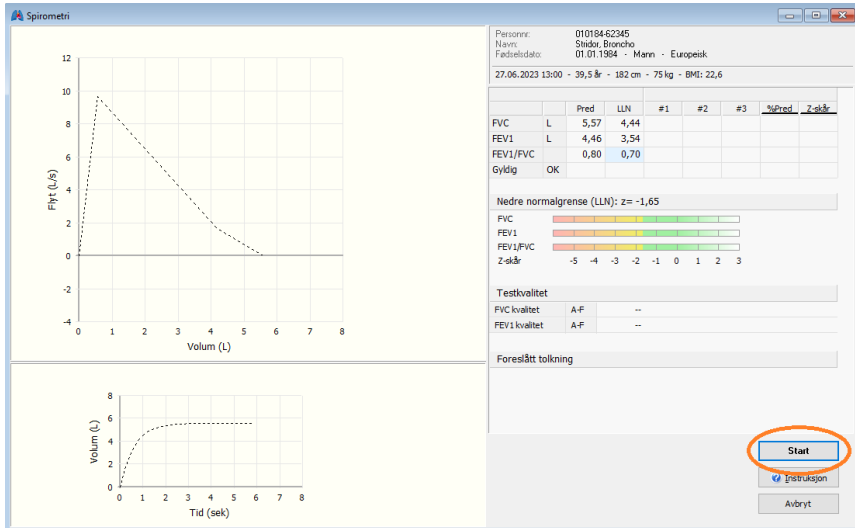 Spirometri
12
10
8
6
4
2
0
-2
-4
Flyt (L/s)
0 1 2 3 4 5 6 7 8
Volum (L)
8
6
4
2
0
Volum (L)
0 1 2 3 4 5 6 7 8
Tid (sek)
Personnr: 010184-62345
Navn: Stridor, Broncho
Fødselsdato: 01.01.1984 - Mann - Europeisk
27.06.2023 13:00 - 39,5 år - 182 cm - 75 kg - BMI: 22,6
Pred LLN #1 #2 #3 %Pred Z-skår
FVC L 5,57 4,44
FEV1 L 4,46 3,54
FEV1/FVC 0,80 0,70
Gyldig OK
Nedre normalgrense (LLN): z= -1,65
FVC
FEV1
FEV1/FVC
Z-skår -5 -4 -3 -2 -1 0 1 2 3
Testkvalitet
FVC kvalitet A-F --
FEV1 kvalitet A-F --
Foreslått tolkning
Start
Instruksjon
Avbryt